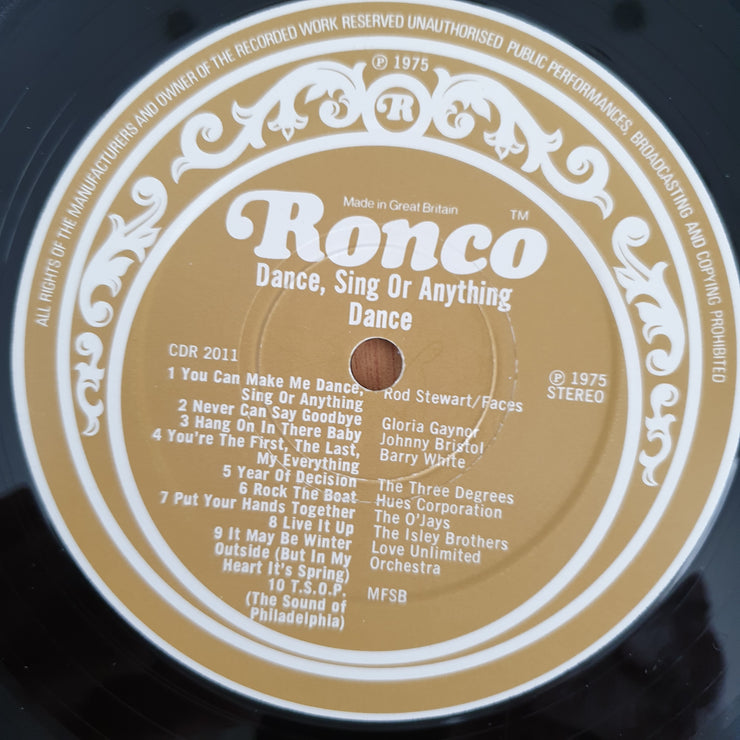 ALL RIGHTS OF THE MANUFACTURERS AND OWNER OF THE RECORDED WORK RESERVED UNAUTHORISED PUBLIC PERFORMANCES, BROADCASTING AND COPYING PROHIBITED
℗ 1975
R
Made in Great Britain
Ronco TM
Dance, Sing Or Anything
Dance
CDR 2011
℗ 1975
STEREO
1 You Can Make Me Dance,
Sing Or Anything Rod Stewart/Faces
2 Never Can Say Goodbye Gloria Gaynor
3 Hang On In There Baby Johnny Bristol
4 You're The First, The Last, Barry White
My Everything
5 Year Of Decision The Three Degrees
6 Rock The Boat Hues Corporation
7 Put Your Hands Together The O'Jays
8 Live It Up The Isley Brothers
9 It May Be Winter Love Unlimited
Outside (But In My Orchestra
Heart It's Spring)
10 T.S.O.P. MFSB
(The Sound of
Philadelphia)